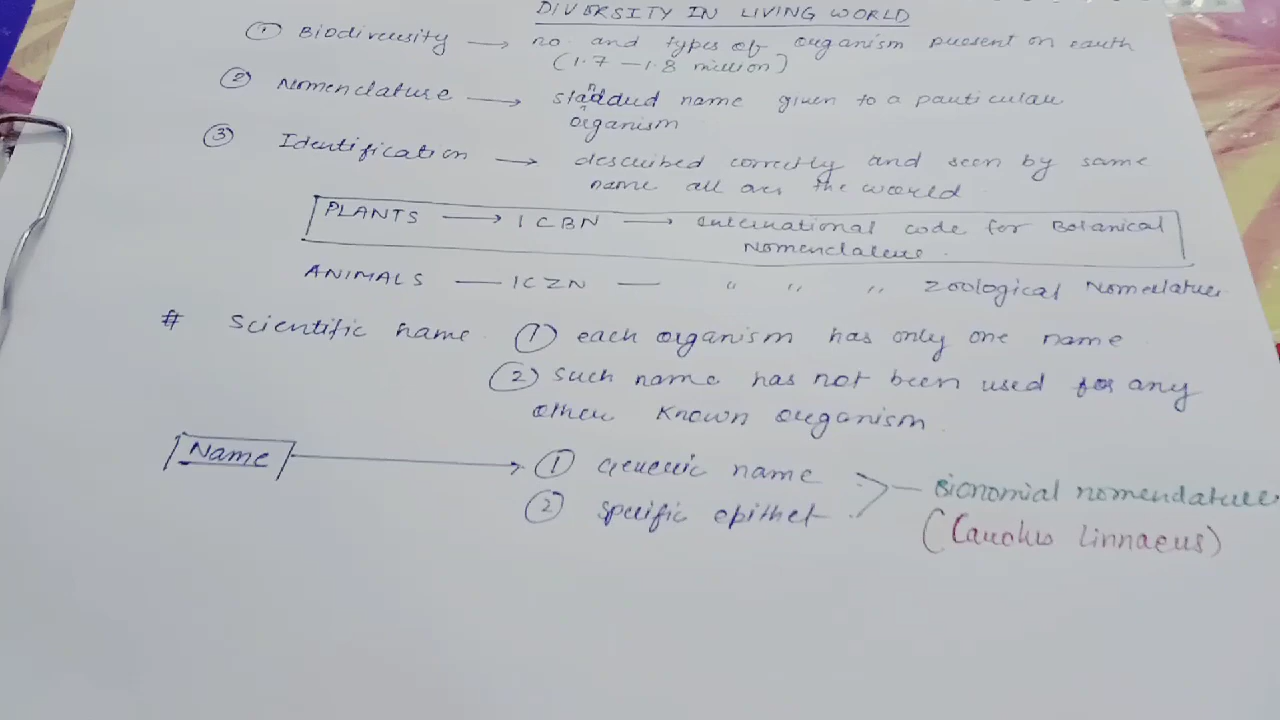 DIVERSITY IN LIVING WORLD
① Biodiversity → no. and types of organism present on earth
(1.7 – 1.8 million)
② Nomenclature → standdard name given to a particular
organism
③ Identification → described correctly and seen by same
name all over the world
PLANTS → ICBN → International code for Botanical
Nomenclature.
ANIMALS — ICZN — " " " Zoological Nomenclature
# Scientific name ① each organism has only one name
② Such name has not been used for any
other known organism
Name → ① Generic name
② Specific epithet
Bionomial nomenclature
(Carolus linnaeus)